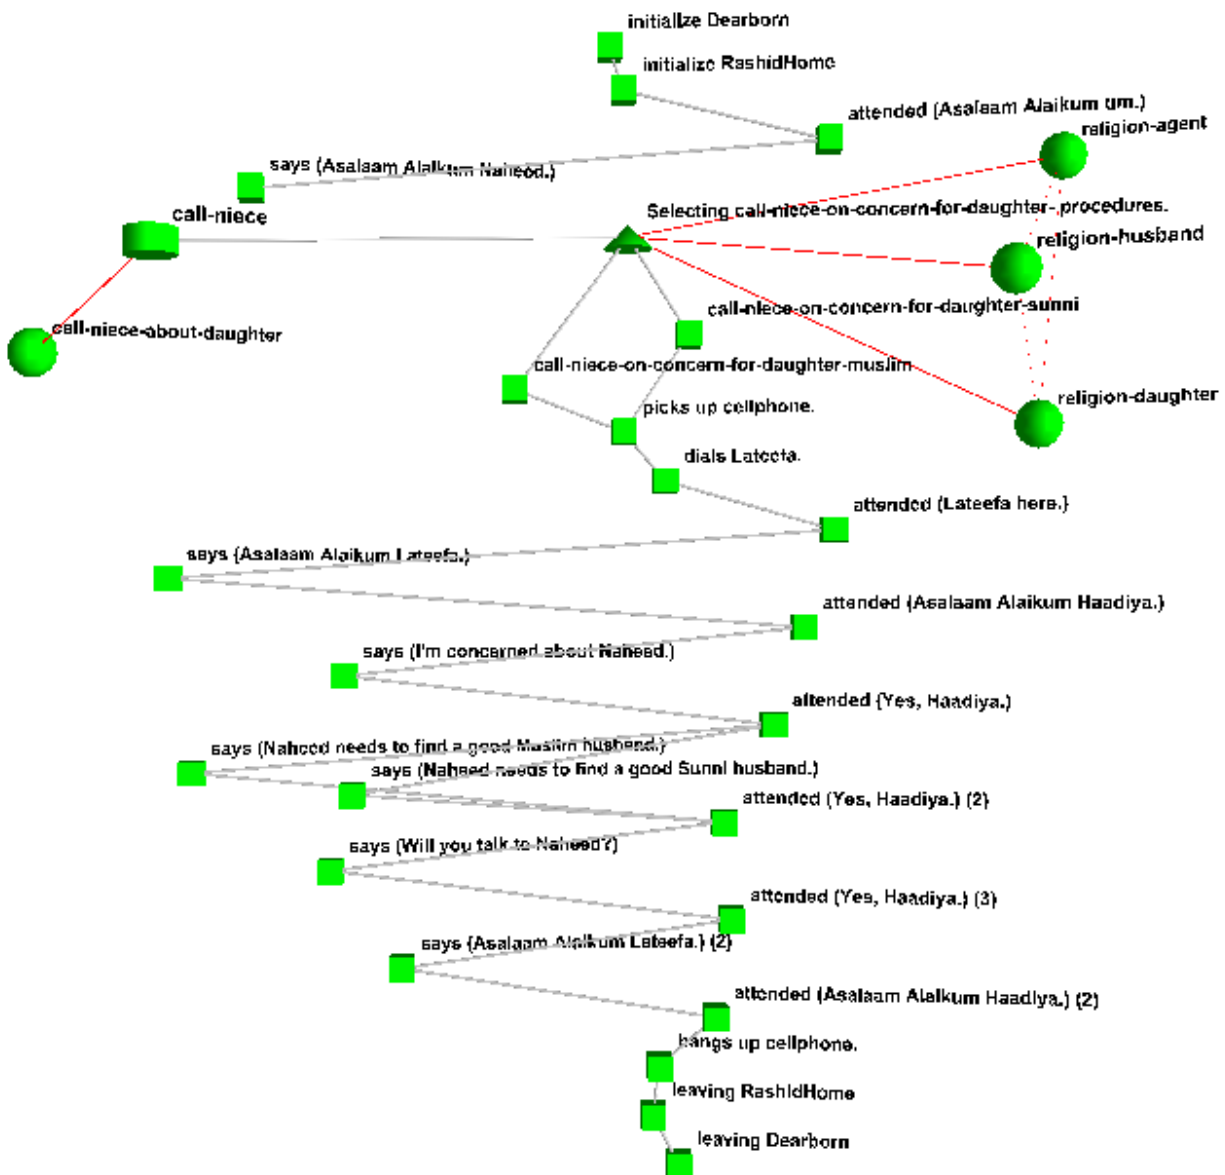 initialize Dearborn
initialize RashidHome
attended (Asalaam Alaikum um.)
religion-agent
says (Asalaam Alaikum Naheed.)
call-niece
Selecting call-niece-on-concern-for-daughter- procedures.
religion-husband
call-niece-on-concern-for-daughter-sunni
call-niece-about-daughter
call-niece-on-concern-for-daughter-muslim
religion-daughter
picks up cellphone.
dials Lateefa.
attended (Lateefa here.)
says (Asalaam Alaikum Lateefa.)
attended (Asalaam Alaikum Haadiya.)
says (I'm concerned about Naheed.)
attended (Yes, Haadiya.)
says (Naheed needs to find a good Muslim husband.)
says (Naheed needs to find a good Sunni husband.)
attended (Yes, Haadiya.) (2)
says (Will you talk to Naheed?)
attended (Yes, Haadiya.) (3)
says (Asalaam Alaikum Lateefa.) (2)
attended (Asalaam Alaikum Haadiya.) (2)
hangs up cellphone.
leaving RashidHome
leaving Dearborn